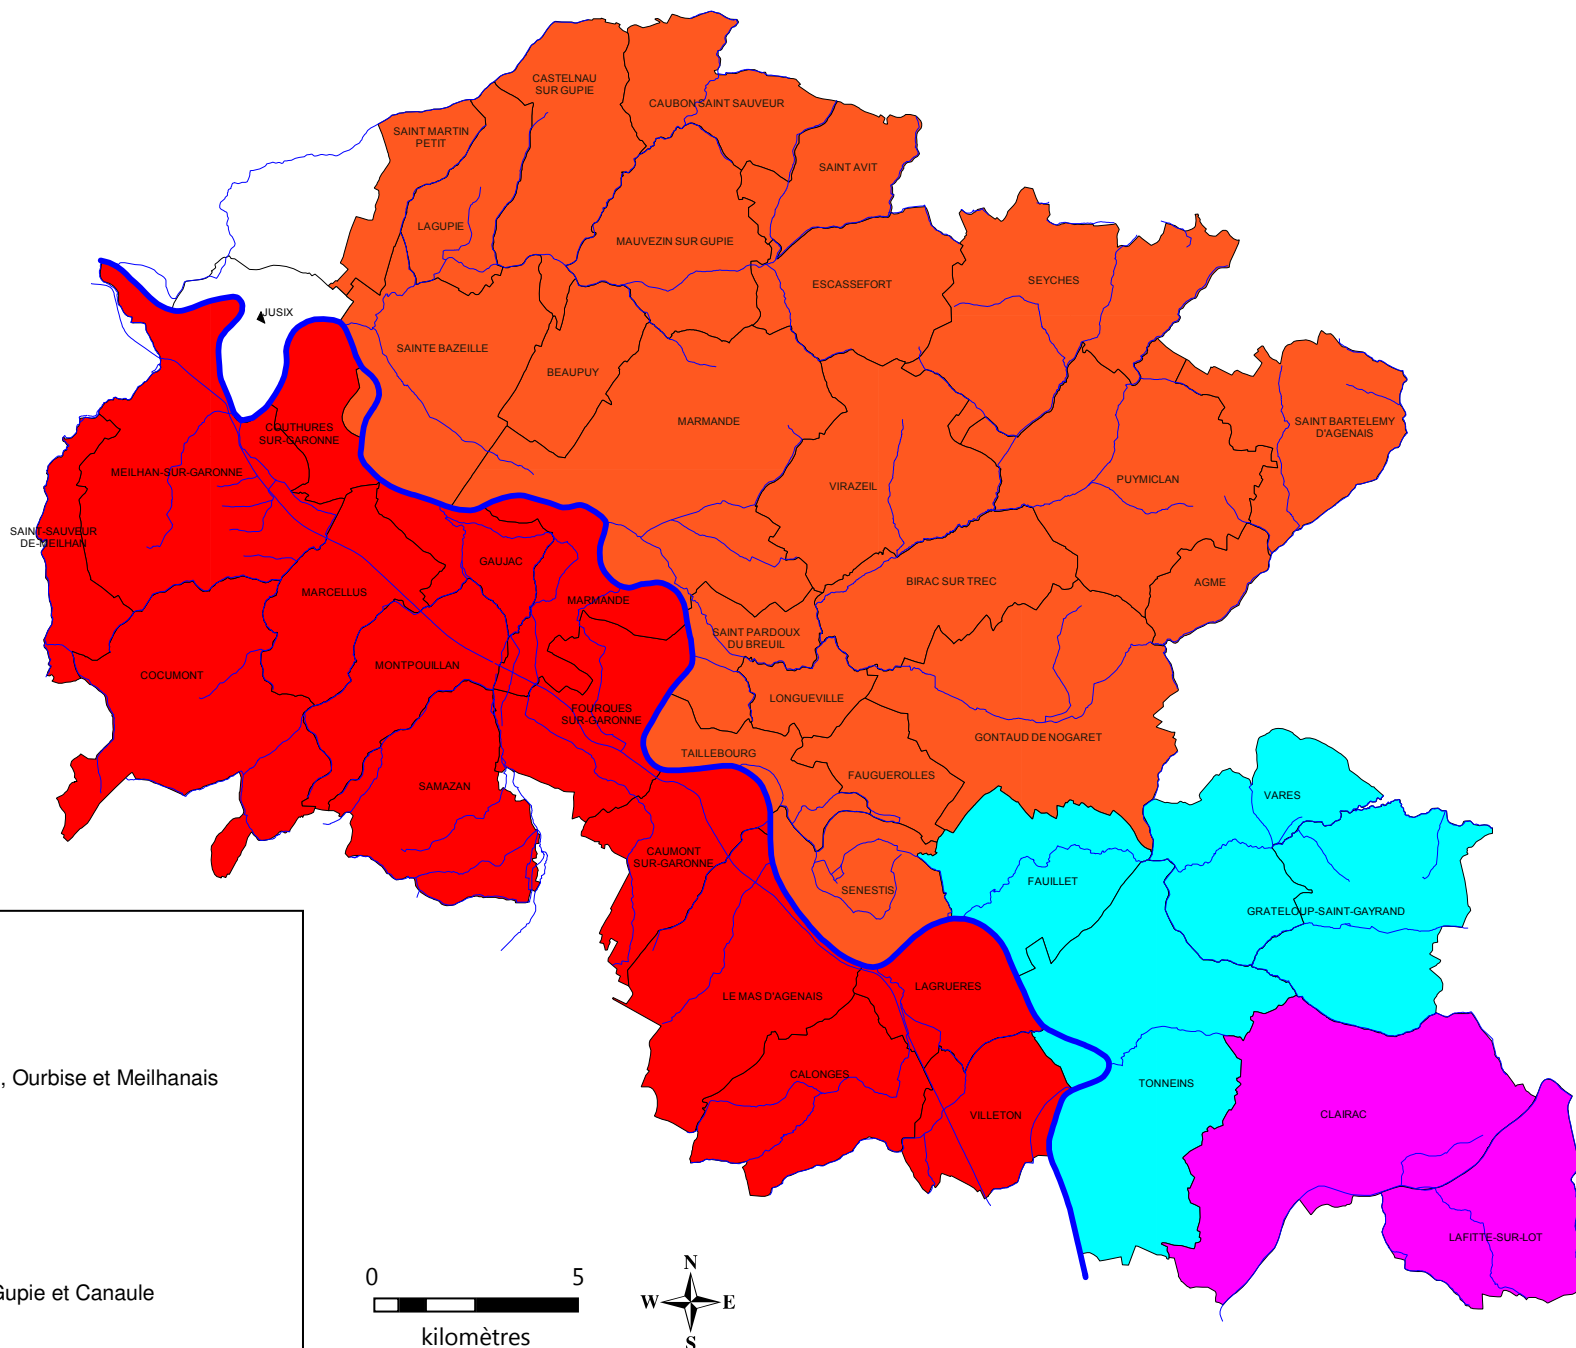 CASTELNAU
SUR GUPIE
CAUBON SAINT SAUVEUR
SAINT MARTIN
PETIT
SAINT AVIT
LAGUPIE
MAUVEZIN SUR GUPIE
ESCASSEFORT
SEYCHES
JUSIX
SAINTE BAZEILLE
BEAUPUY
MARMANDE
SAINT BARTELEMY
D'AGENAIS
COUTHURES
SUR-GARONNE
MEILHAN-SUR-GARONNE
VIRAZEIL
PUYMICLAN
SAINT-SAUVEUR
DE-MEILHAN
GAUJAC
MARCELLUS
MARMANDE
BIRAC SUR TREC
AGME
SAINT PARDOUX
DU BREUIL
COCUMONT
MONTPOUILLAN
LONGUEVILLE
FOURQUES
SUR-GARONNE
GONTAUD DE NOGARET
TAILLEBOURG
FAUGUEROLLES
SAMAZAN
VARES
CAUMONT
SUR-GARONNE
FAUILLET
SENESTIS
GRATELOUP-SAINT-GAYRAND
LAGRUERES
LE MAS D'AGENAIS
CALONGES
TONNEINS
VILLETON
CLAIRAC
LAFITTE-SUR-LOT
, Ourbise et Meilhanais
Gupie et Canaule
0 5
kilomètres
N
W E
S